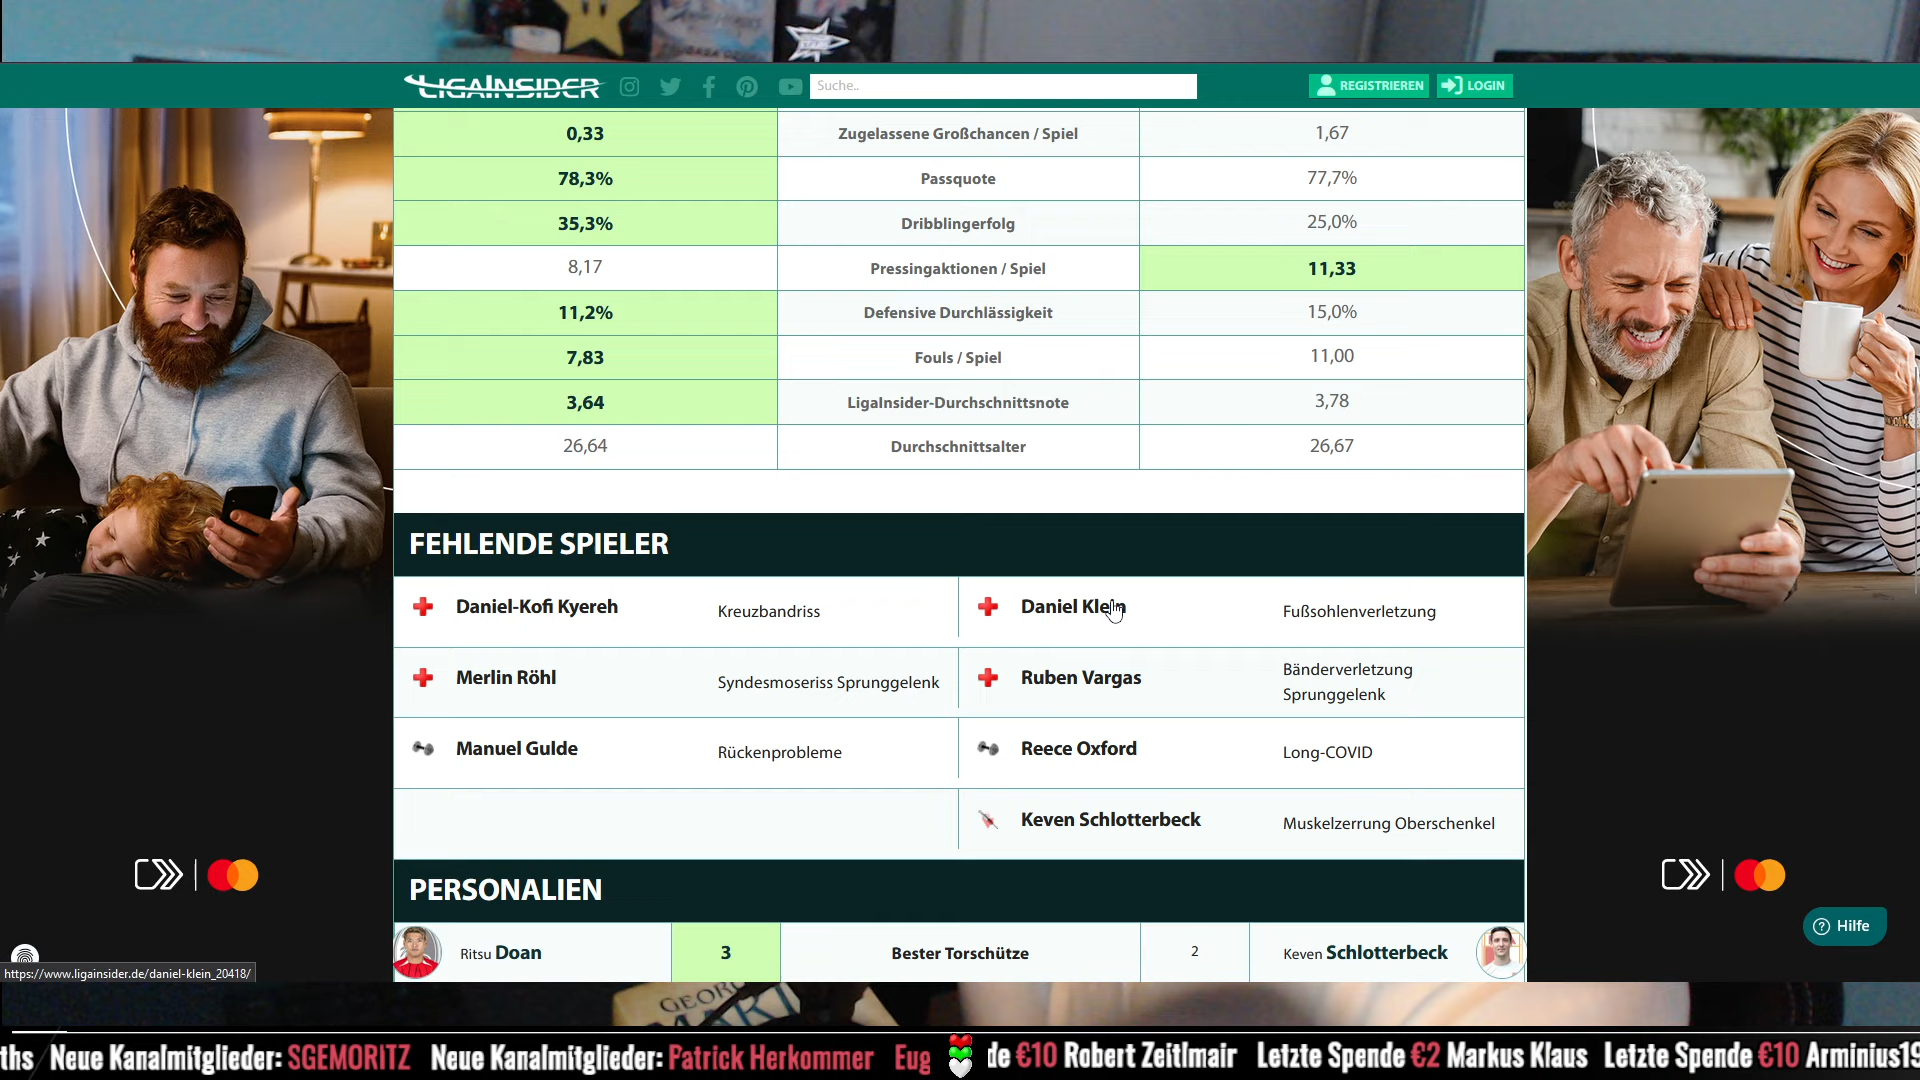 LIGAINSIDER
Suche..
REGISTRIEREN
LOGIN
0,33 Zugelassene Großchancen / Spiel 1,67
78,3% Passquote 77,7%
35,3% Dribblingerfolg 25,0%
8,17 Pressingaktionen / Spiel 11,33
11,2% Defensive Durchlässigkeit 15,0%
7,83 Fouls / Spiel 11,00
3,64 LigaInsider-Durchschnittsnote 3,78
26,64 Durchschnittsalter 26,67
FEHLENDE SPIELER
Daniel-Kofi Kyereh Kreuzbandriss
Daniel Klein Fußsohlenverletzung
Merlin Röhl Syndesmoseriss Sprunggelenk
Ruben Vargas Bänderverletzung
Sprunggelenk
Manuel Gulde Rückenprobleme
Reece Oxford Long-COVID
Keven Schlotterbeck Muskelzerrung Oberschenkel
PERSONALIEN
Ritsu Doan 3 Bester Torschütze 2 Keven Schlotterbeck
Hilfe
https://www.ligainsider.de/daniel-klein_20418/
ths Neue Kanalmitglieder: SGEMORITZ Neue Kanalmitglieder: Patrick Herkommer Eug
de €10 Robert Zeitlmair Letzte Spende €2 Markus Klaus Letzte Spende €10 Arminius19